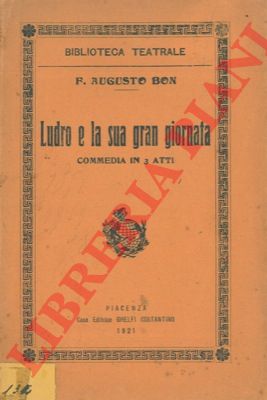 BIBLIOTECA TEATRALE
F. AUGUSTO BON
Ludro e la sua gran giornata
COMMEDIA IN 3 ATTI
PIACENZA
Casa Editrice GHELFI COSTANTINO
1921
LIBRERIA PIANI